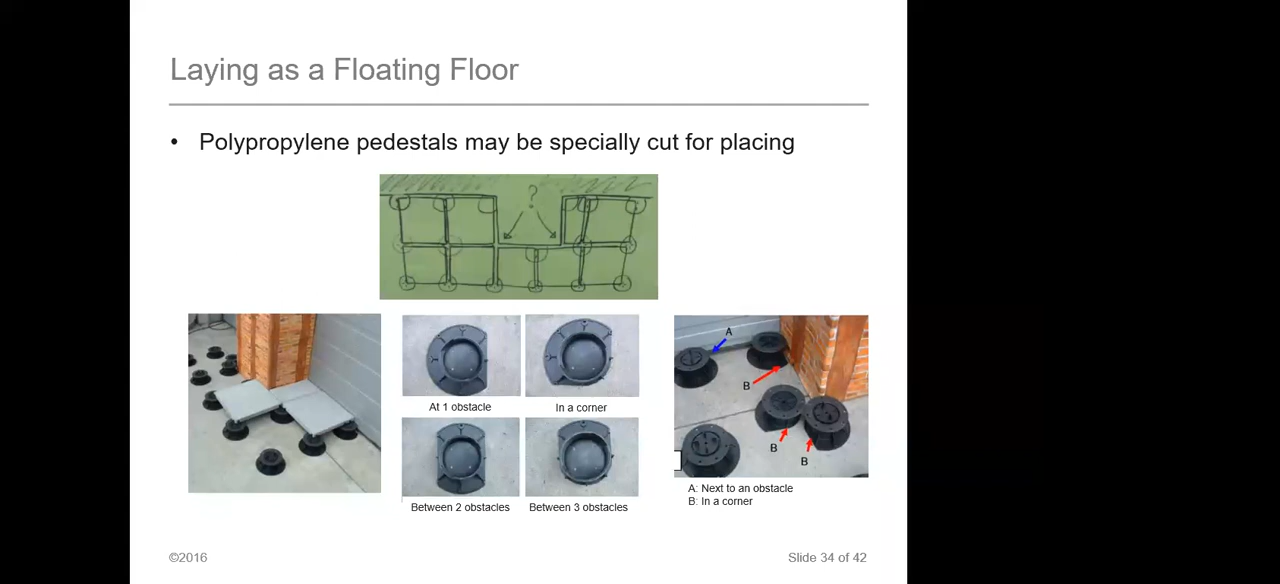 Laying as a Floating Floor
• Polypropylene pedestals may be specially cut for placing
?
At 1 obstacle
In a corner
Between 2 obstacles
Between 3 obstacles
A
B
B
B
A: Next to an obstacle
B: In a corner
©2016
Slide 34 of 42